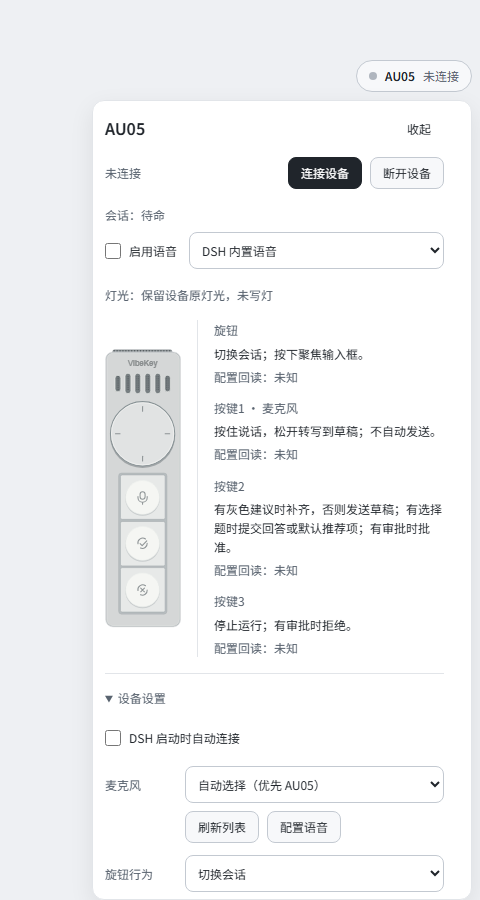 AU05 未连接
AU05
收起
未连接
连接设备
断开设备
会话：待命
启用语音
DSH 内置语音
灯光：保留设备原灯光，未写灯
VibeKey
旋钮
切换会话；按下聚焦输入框。
配置回读：未知
按键1 · 麦克风
按住说话，松开转写到草稿；不自动发送。
配置回读：未知
按键2
有灰色建议时补齐，否则发送草稿；有选择
题时提交回答或默认推荐项；有审批时批
准。
配置回读：未知
按键3
停止运行；有审批时拒绝。
配置回读：未知
▼ 设备设置
DSH 启动时自动连接
麦克风
自动选择（优先 AU05）
刷新列表
配置语音
旋钮行为
切换会话